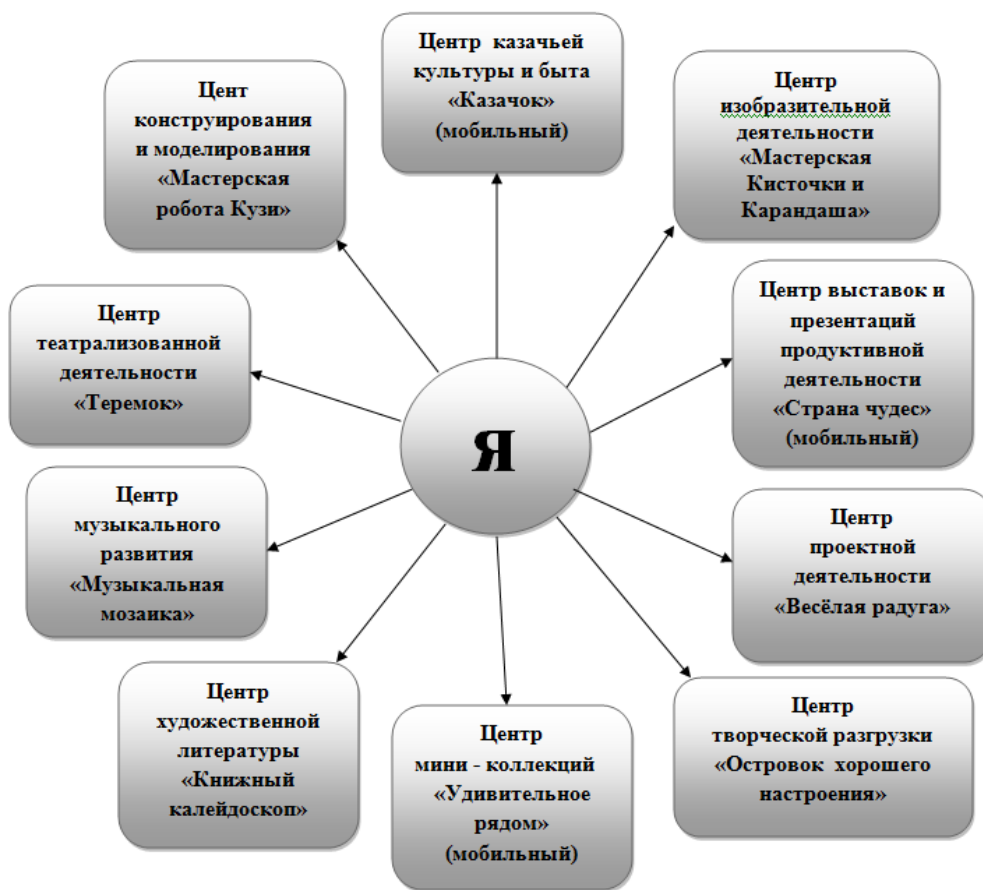 Центр казачьей
культуры и быта
«Казачок»
(мобильный)
Цент
конструирования
и моделирования
«Мастерская
робота Кузи»
Центр
изобразительной
деятельности
«Мастерская
Кисточки и
Карандаша»
Центр
театрализованной
деятельности
«Теремок»
Центр выставок и
презентаций
продуктивной
деятельности
«Страна чудес»
(мобильный)
Я
Центр
музыкального
развития
«Музыкальная
мозаика»
Центр
проектной
деятельности
«Весёлая радуга»
Центр
художественной
литературы
«Книжный
калейдоскоп»
Центр
мини - коллекций
«Удивительное
рядом»
(мобильный)
Центр
творческой разгрузки
«Островок хорошего
настроения»